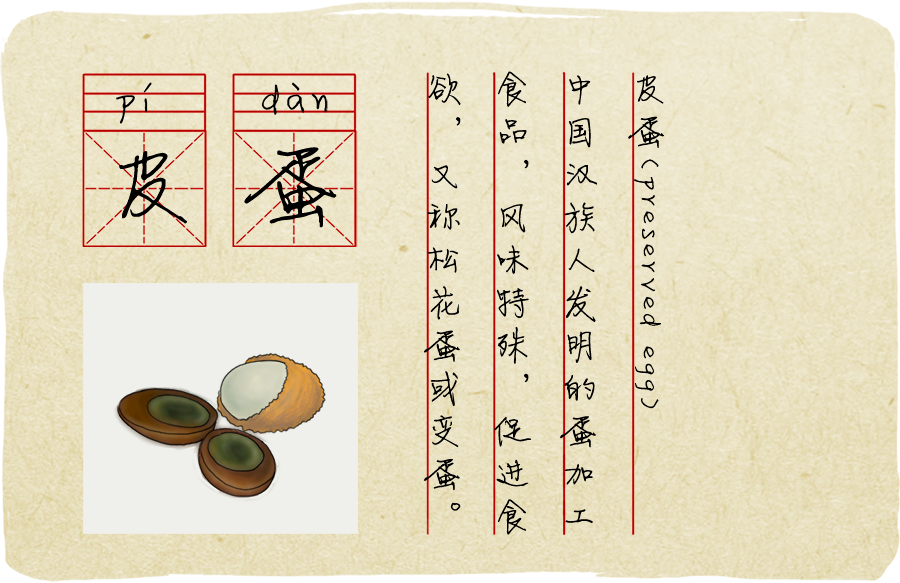 pí dàn
皮蛋
皮蛋(preserved egg)
中国汉族人发明的蛋加工
食品，风味特殊，促进食
欲，又称松花蛋或变蛋。